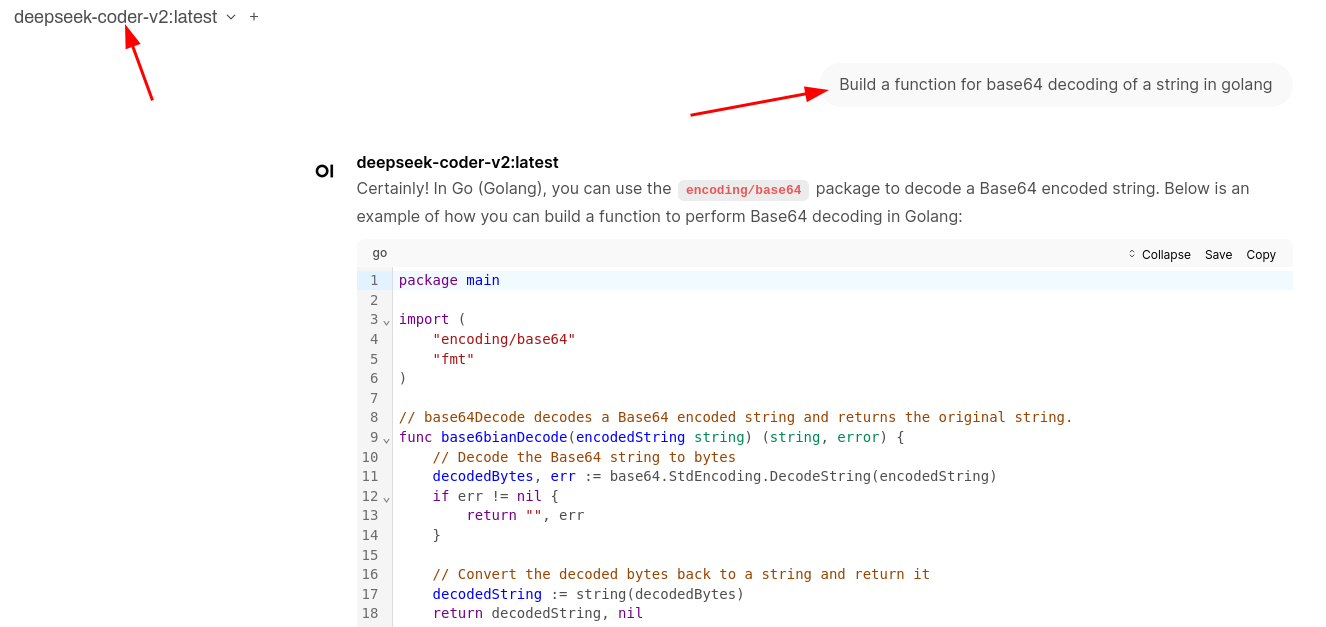 deepseek-coder-v2:latest +
Build a function for base64 decoding of a string in golang
OI
deepseek-coder-v2:latest
Certainly! In Go (Golang), you can use the encoding/base64 package to decode a Base64 encoded string. Below is an
example of how you can build a function to perform Base64 decoding in Golang:
go Collapse Save Copy
1 package main
2
3 import (
4     "encoding/base64"
5     "fmt"
6 )
7
8 // base64Decode decodes a Base64 encoded string and returns the original string.
9 func base6bianDecode(encodedString string) (string, error) {
10     // Decode the Base64 string to bytes
11     decodedBytes, err := base64.StdEncoding.DecodeString(encodedString)
12     if err != nil {
13         return "", err
14     }
15
16     // Convert the decoded bytes back to a string and return it
17     decodedString := string(decodedBytes)
18     return decodedString, nil